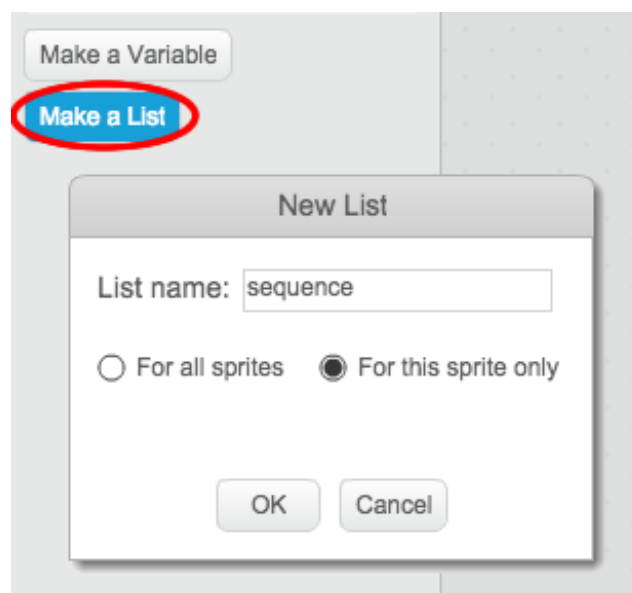 Make a Variable
Make a List
New List
List name: sequence
For all sprites For this sprite only
OK Cancel